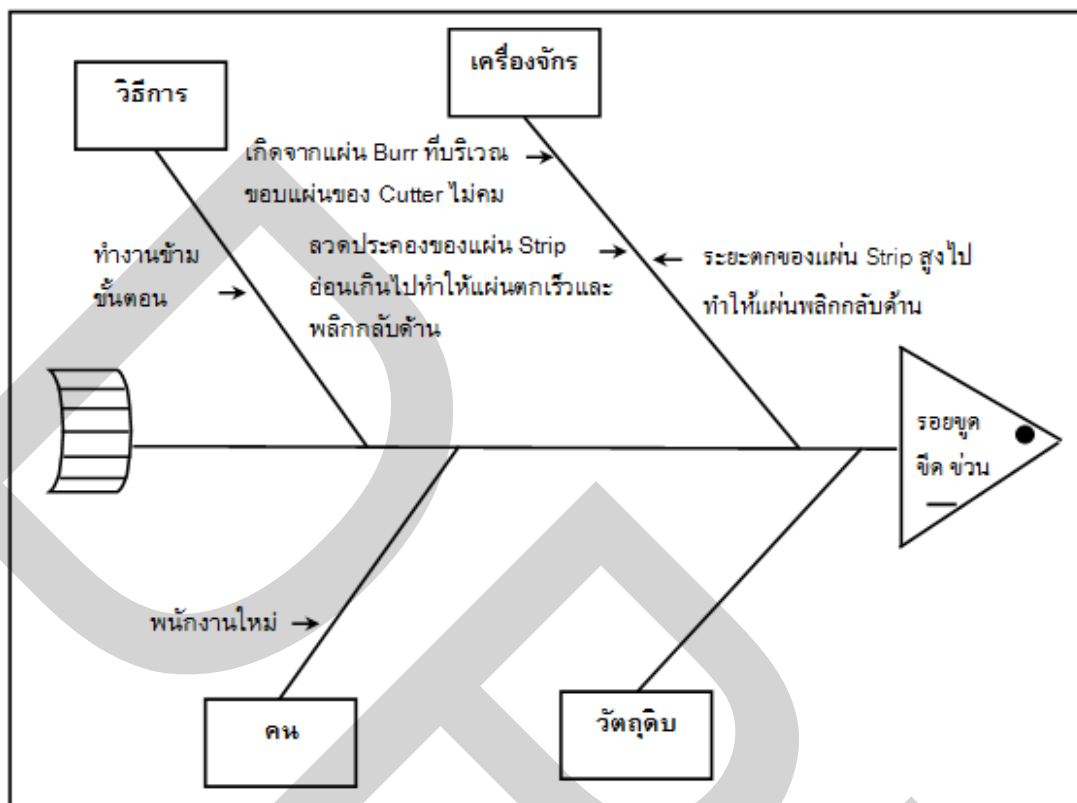 วิธีการ
เครื่องจักร
เกิดจากแผ่น Burr ที่บริเวณ
ขอบแผ่นของ Cutter ไม่คม
ทำงานข้าม
ขั้นตอน
ลวดประคองของแผ่น Strip
อ่อนเกินไปทำให้แผ่นตกเร็วและ
พลิกกลับด้าน
ระยะตกของแผ่น Strip สูงไป
ทำให้แผ่นพลิกกลับด้าน
รอยขูด
ขีด ข่วน
พนักงานใหม่
คน
วัตถุดิบ